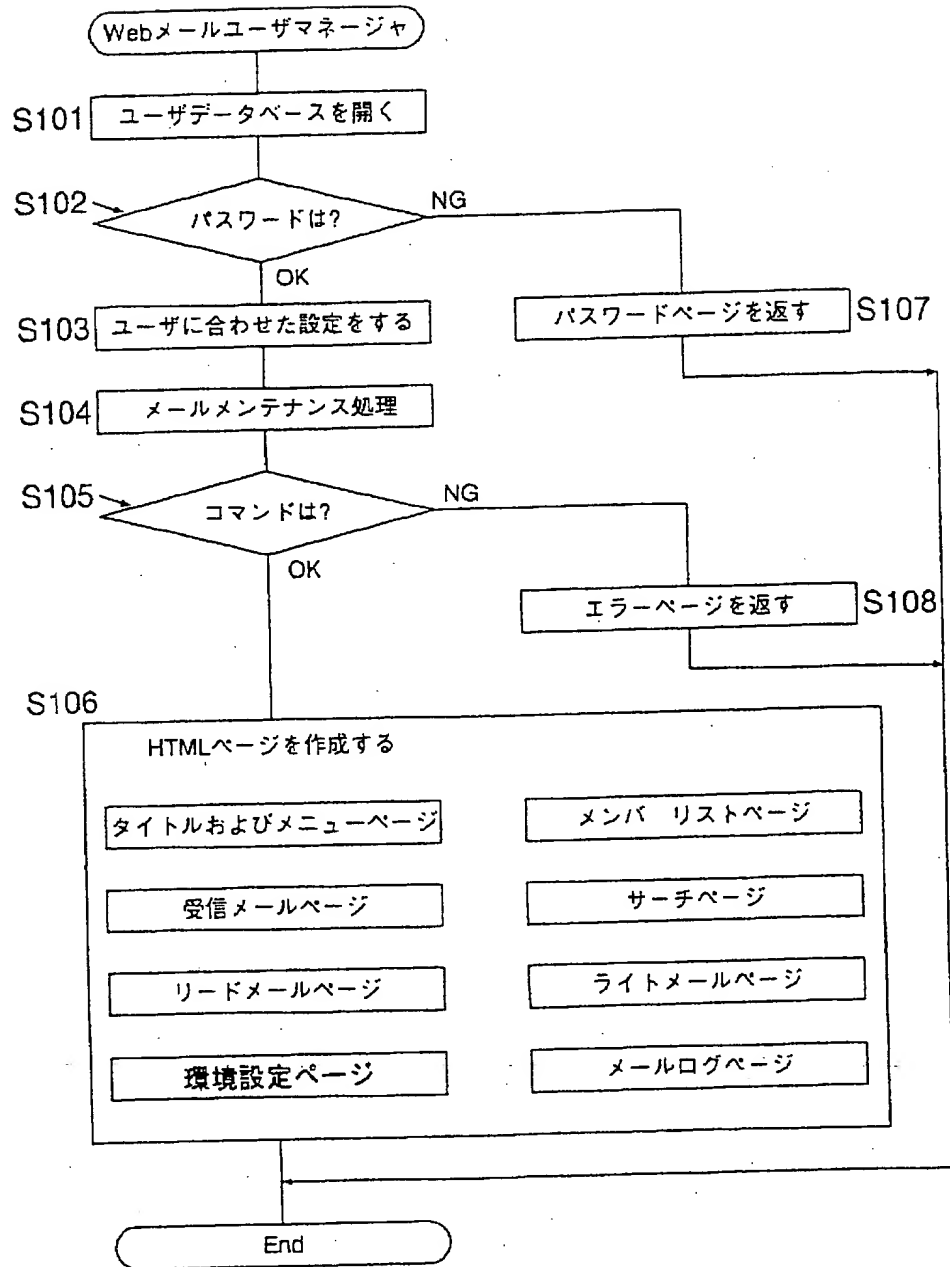 Webメールユーザマネージャ
S101
ユーザデータベースを開く
S102
パスワードは?
NG
OK
S103
ユーザに合わせた設定をする
パスワードページを返す
S107
S104
メールメンテナンス処理
S105
コマンドは?
NG
OK
エラーページを返す
S108
S106
HTMLページを作成する
タイトルおよびメニューページ
メンバ リストページ
受信メールページ
サーチページ
リードメールページ
ライトメールページ
環境設定ページ
メールログページ
End